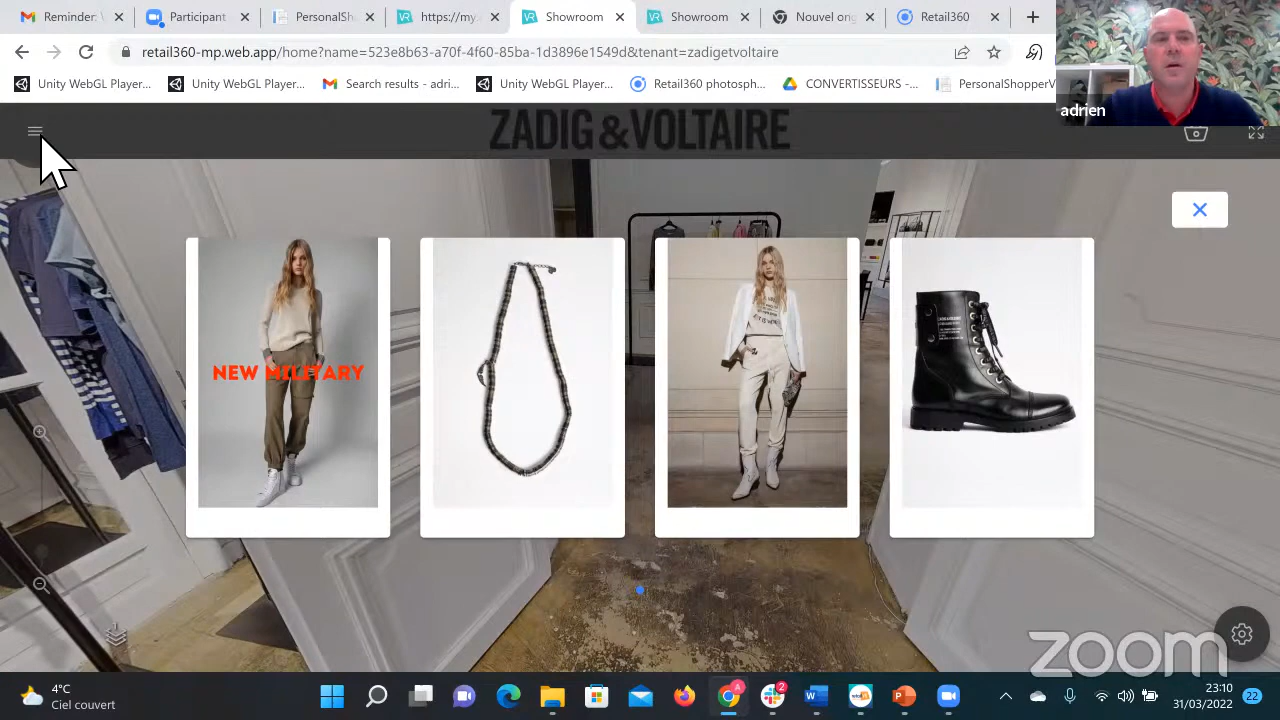 Reminder:
Participant
PersonalSh
https://my.
Showroom
Showroom
Nouvel ong
Retail360
retail360-mp.web.app/home?name=523e8b63-a70f-4f60-85ba-1d3896e1549d&tenant=zadigetvoltaire
Unity WebGL Player...
Unity WebGL Player...
Search results - adri...
Unity WebGL Player...
Retail360 photosph...
CONVERTISSEURS -...
PersonalShopperV
adrien
ZADIG&VOLTAIRE
NEW MILITARY
zoom
4°C
Ciel couvert
23:10
31/03/2022
22
2